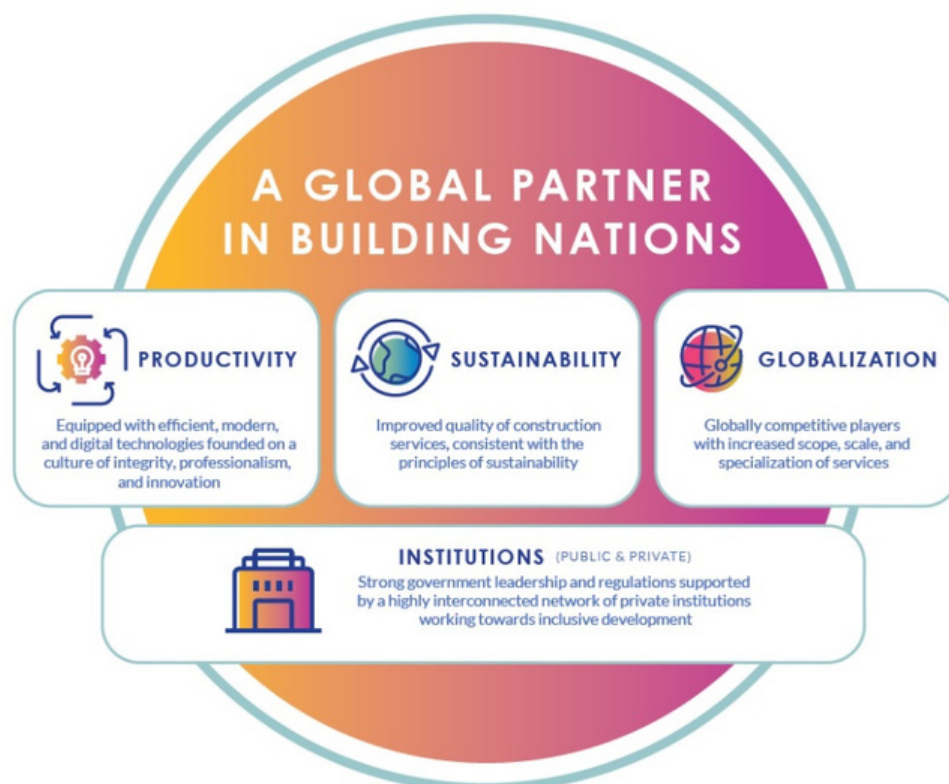 A GLOBAL PARTNER
IN BUILDING NATIONS
PRODUCTIVITY
Equipped with efficient, modern,
and digital technologies founded on a
culture of integrity, professionalism,
and innovation
SUSTAINABILITY
Improved quality of construction
services, consistent with the
principles of sustainability
GLOBALIZATION
Globally competitive players
with increased scope, scale, and
specialization of services
INSTITUTIONS (PUBLIC & PRIVATE)
Strong government leadership and regulations supported
by a highly interconnected network of private institutions
working towards inclusive development